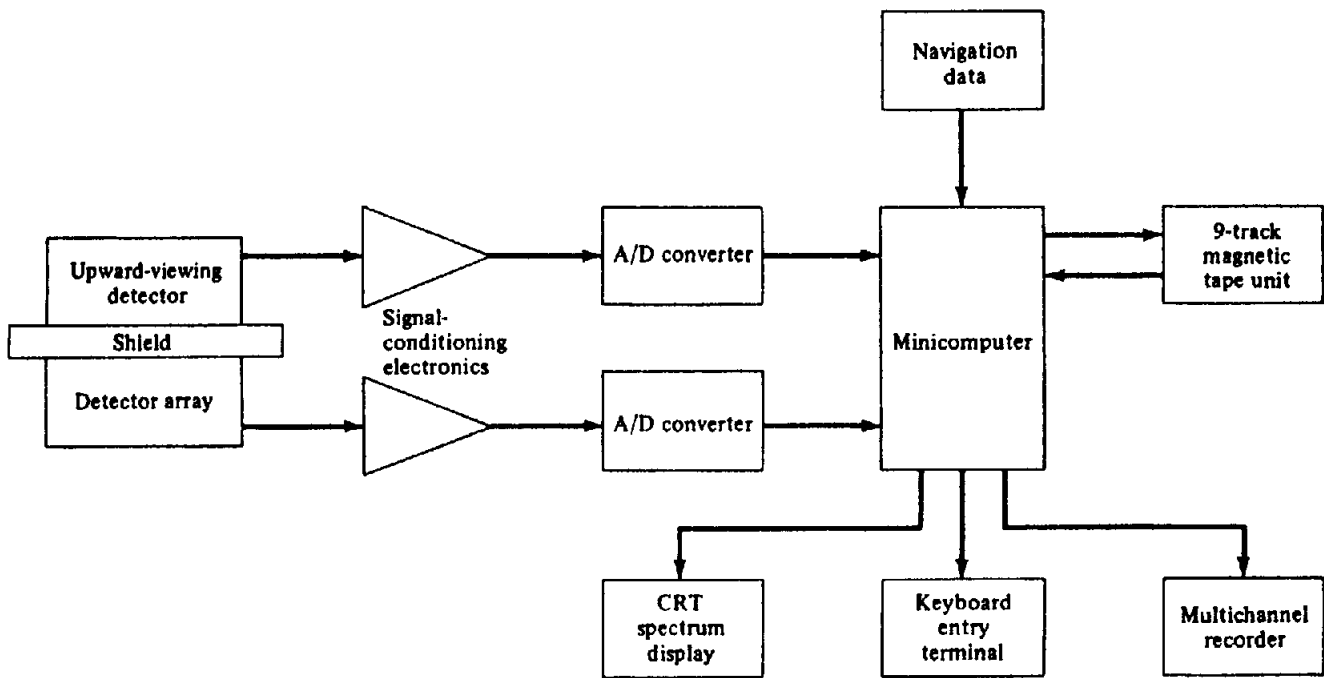 Navigation
data
Upward-viewing
detector
Shield
Detector array
Signal-
conditioning
electronics
A/D converter
A/D converter
Minicomputer
9-track
magnetic
tape unit
CRT
spectrum
display
Keyboard
entry
terminal
Multichannel
recorder